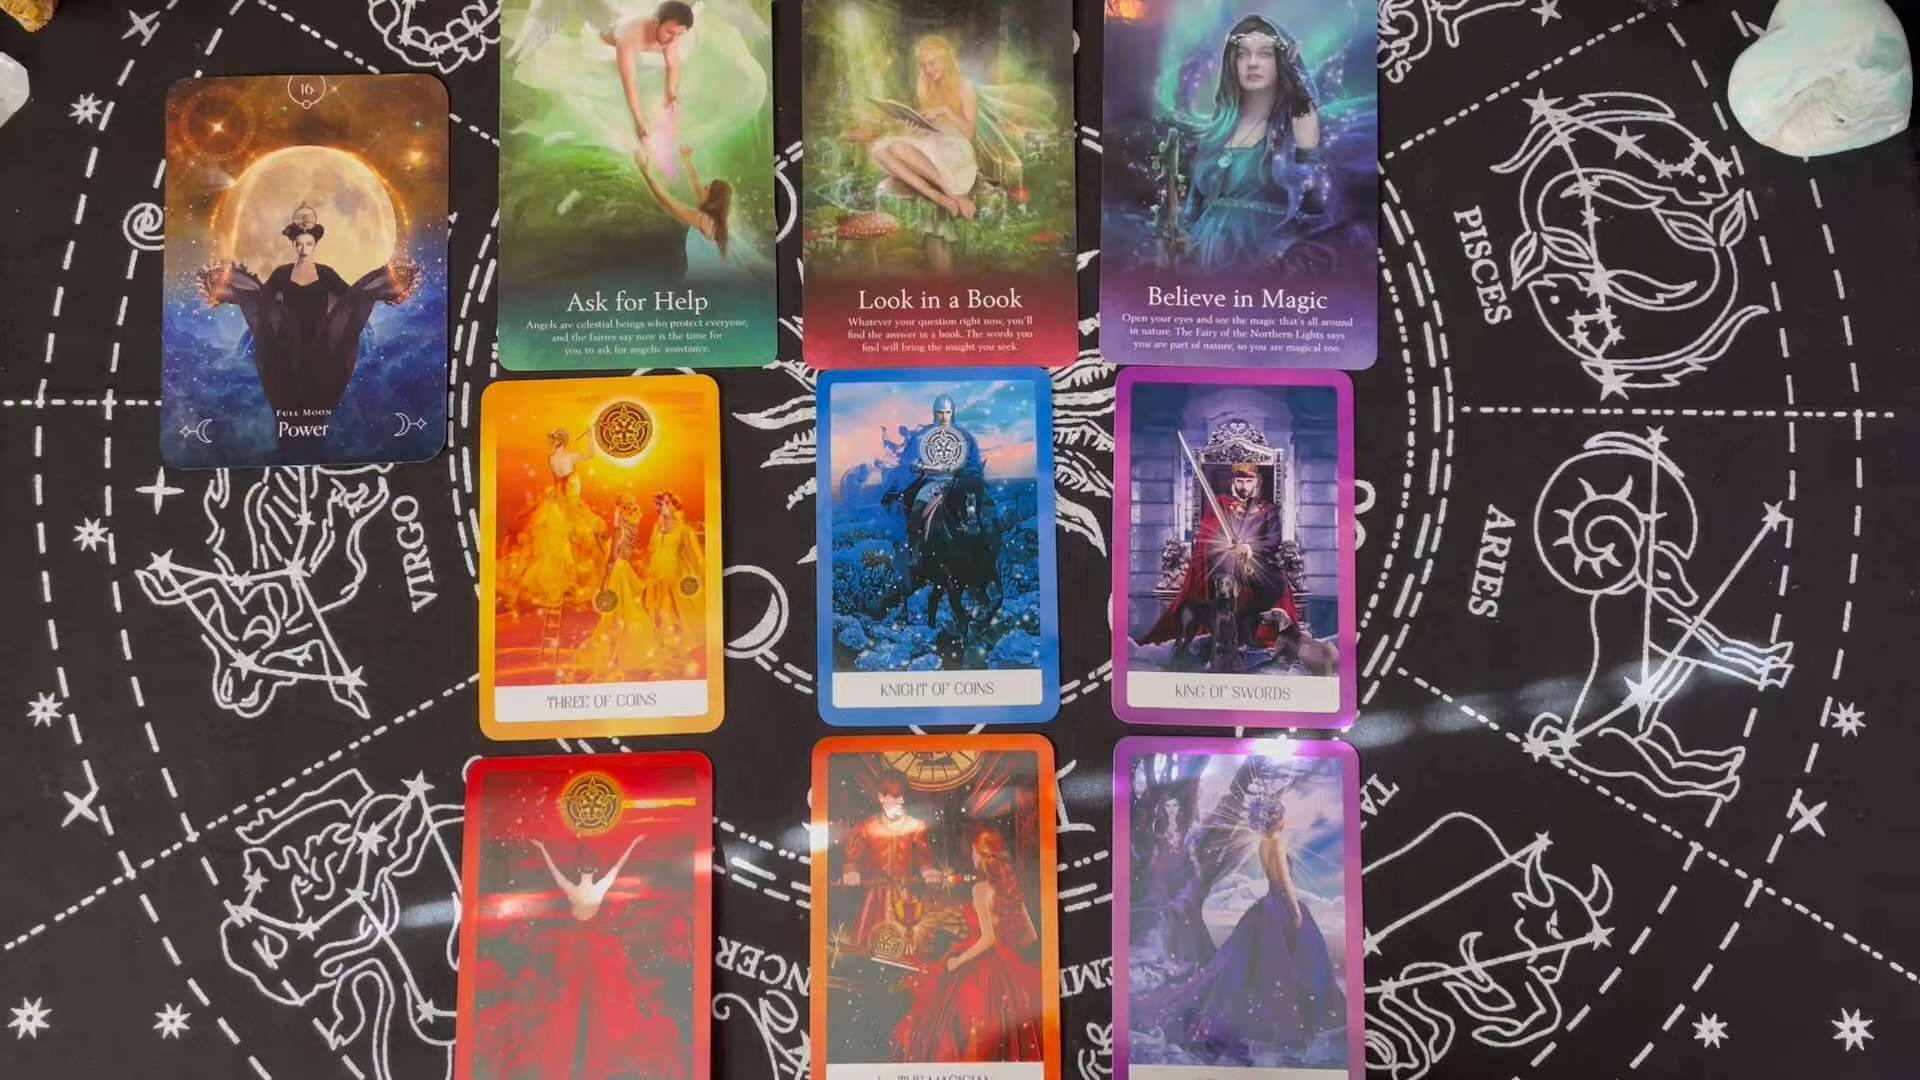 16
FULL MOON
Power
Ask for Help
Angels are celestial beings who protect everyone,
and the fairies say now is the time for
you to ask for angelic assistance.
Look in a Book
Whatever your question right now, you'll
find the answer in a book. The words you
find will bring the insight you seek.
Believe in Magic
Open your eyes and see the magic that's all around
in nature. The Fairy of the Northern Lights says
you are part of nature, so you are magical too.
PISCES
VIRGO
ARIES
THREE OF COINS
KNIGHT OF COINS
KING OF SWORDS
TA
NCER
EMI
THE MAGICIAN